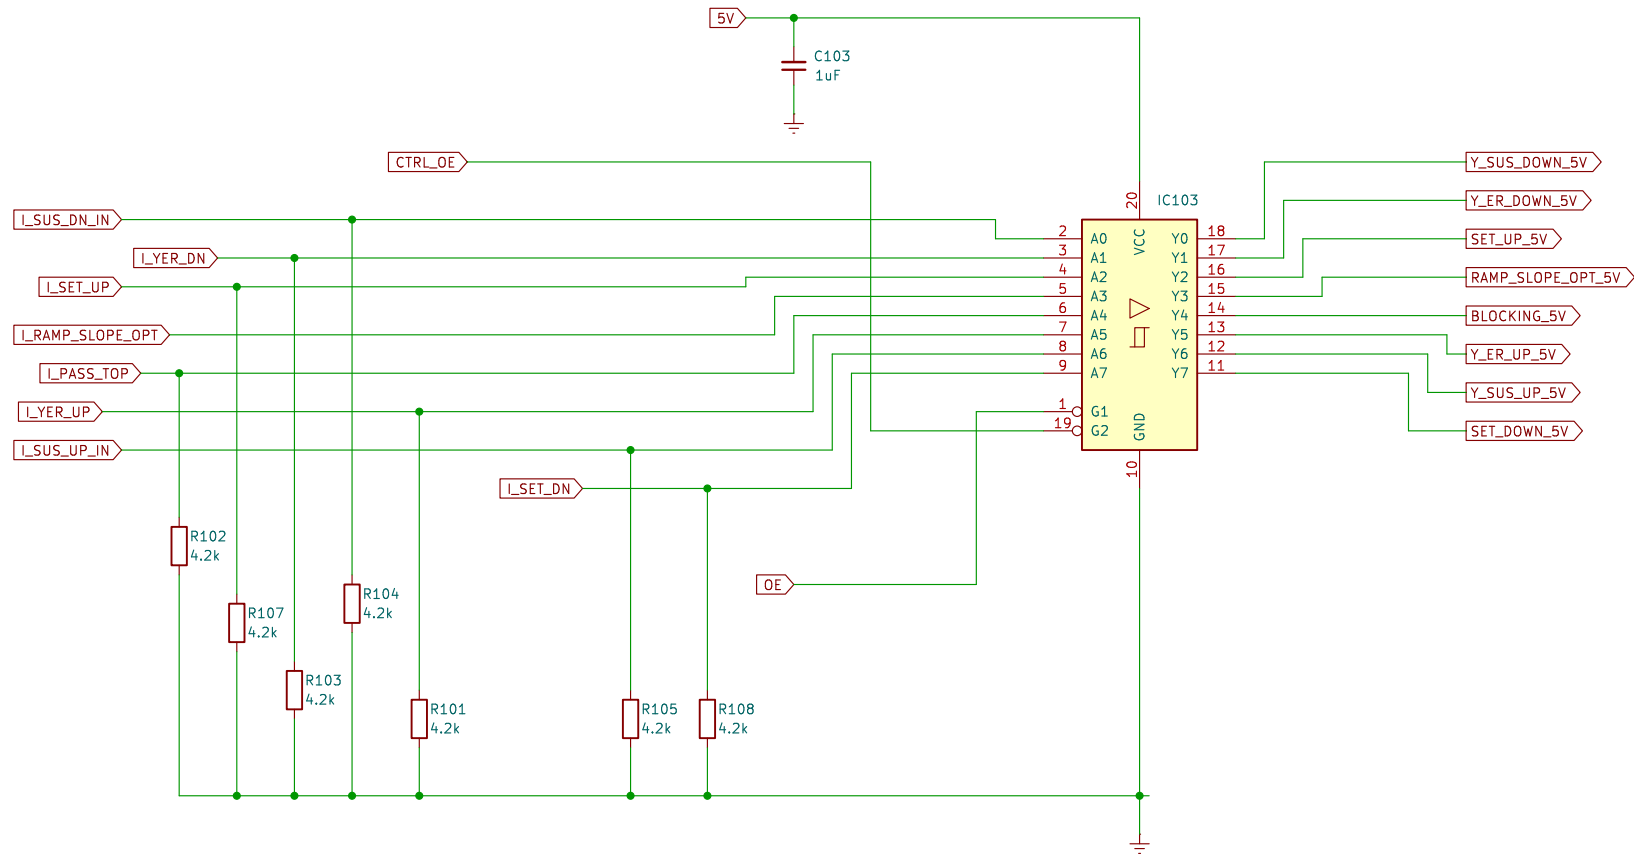 5V
C103
1uF
CTRL_OE
Y_SUS_DOWN_5V
20
IC103
Y_ER_DOWN_5V
I_SUS_DN_IN
2
A0
VCC
Y0
18
SET_UP_5V
I_YER_DN
3
A1
Y1
17
I_SET_UP
4
A2
Y2
16
RAMP_SLOPE_OPT_5V
5
A3
Y3
15
6
A4
Y4
14
BLOCKING_5V
I_RAMP_SLOPE_OPT
7
A5
Y5
13
8
A6
Y6
12
Y_ER_UP_5V
I_PASS_TOP
9
A7
Y7
11
Y_SUS_UP_5V
I_YER_UP
1
G1
19
G2
GND
SET_DOWN_5V
I_SUS_UP_IN
10
I_SET_DN
R102
4.2k
OE
R104
4.2k
R107
4.2k
R103
4.2k
R101
4.2k
R105
4.2k
R108
4.2k